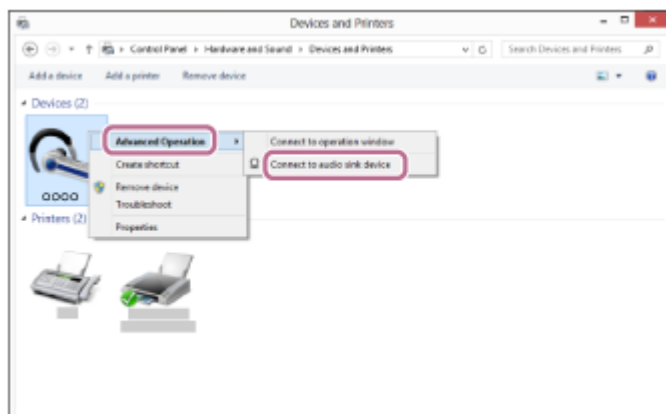 Devices and Printers
Control Panel › Hardware and Sound › Devices and Printers
Search Devices and Printers
Add a device Add a printer Remove device
Devices (2)
Advanced Operation
Connect to operation window
Create shortcut
Connect to audio sink device
Remove device
Troubleshoot
Properties
OOOO
Printers (2)